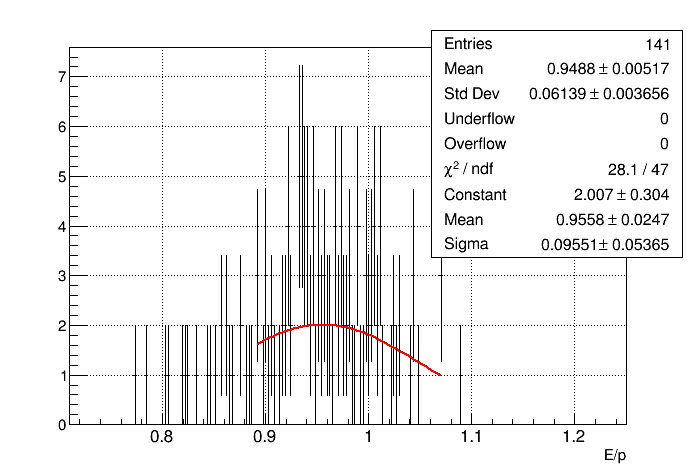 Entries 141
Mean 0.9488 ± 0.00517
Std Dev 0.06139 ± 0.003656
Underflow 0
Overflow 0
χ² / ndf 28.1 / 47
Constant 2.007 ± 0.304
Mean 0.9558 ± 0.0247
Sigma 0.09551 ± 0.05365
7
6
5
4
3
2
1
0
0.8 0.9 1 1.1 1.2
E/p